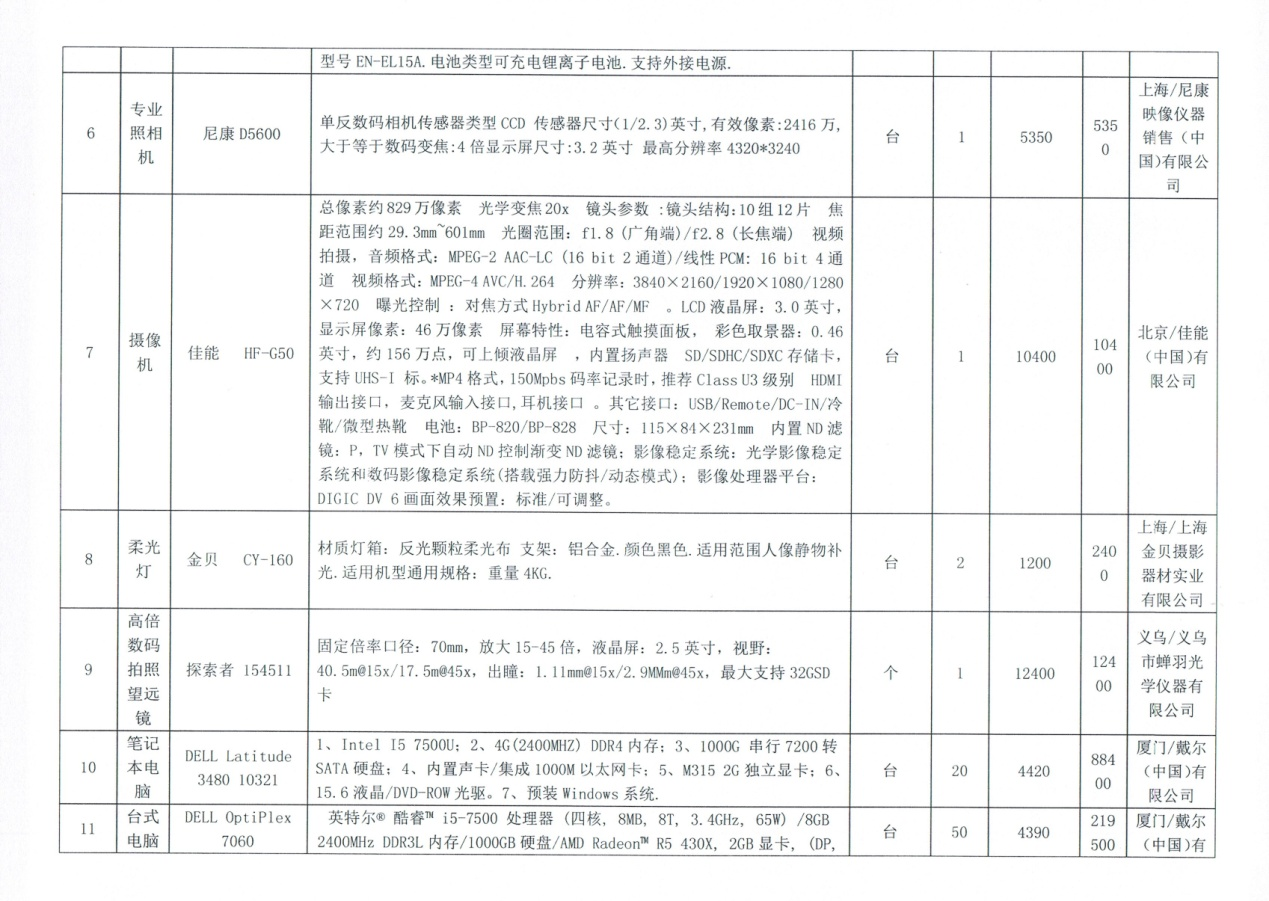 型号 EN-EL15A.电池类型可充电锂离子电池.支持外接电源.
6
专业
照相
机
尼康 D5600
单反数码相机传感器类型 CCD 传感器尺寸(1/2.3)英寸,有效像素:2416 万,
大于等于数码变焦:4 倍显示屏尺寸:3.2 英寸 最高分辨率 4320*3240
台
1
5350
535
0
上海/尼康
映像仪器
销售（中
国)有限公
司
7
摄像
机
佳能 HF-G50
总像素约 829 万像素 光学变焦 20x 镜头参数 :镜头结构:10 组 12 片 焦
距范围约 29.3mm~601mm 光圈范围: f1.8 (广角端)/f2.8 (长焦端) 视频
拍摄, 音频格式: MPEG-2 AAC-LC (16 bit 2 通道)/线性 PCM: 16 bit 4 通
道 视频格式: MPEG-4 AVC/H.264 分辨率: 3840×2160/1920×1080/1280
×720 曝光控制 : 对焦方式 Hybrid AF/AF/MF 。LCD 液晶屏: 3.0 英寸,
显示屏像素: 46 万像素 屏幕特性: 电容式触摸面板, 彩色取景器: 0.46
英寸, 约 156 万点, 可上倾液晶屏 , 内置扬声器 SD/SDHC/SDXC 存储卡,
支持 UHS-I 标。*MP4 格式, 150Mpbs 码率记录时, 推荐 Class U3 级别 HDMI
输出接口, 麦克风输入接口,耳机接口 。其它接口: USB/Remote/DC-IN/冷
靴/微型热靴 电池: BP-820/BP-828 尺寸: 115×84×231mm 内置 ND 滤
镜: P, TV 模式下自动 ND 控制渐变 ND 滤镜; 影像稳定系统: 光学影像稳定
系统和数码影像稳定系统(搭载强力防抖/动态模式); 影像处理器平台:
DIGIC DV 6 画面效果预置: 标准/可调整。
台
1
10400
104
00
北京/佳能
（中国)有
限公司
8
柔光
灯
金贝 CY-160
材质灯箱: 反光颗粒柔光布 支架: 铝合金.颜色黑色.适用范围人像静物补
光.适用机型通用规格: 重量 4KG.
台
2
1200
240
0
上海/上海
金贝摄影
器材实业
有限公司
9
高倍
数码
拍照
望远
镜
探索者 154511
固定倍率口径: 70mm, 放大 15-45 倍, 液晶屏: 2.5 英寸, 视野:
40.5m@15x/17.5m@45x, 出瞳: 1.11mm@15x/2.9MMm@45x, 最大支持 32GSD
卡
个
1
12400
124
00
义乌/义乌
市蝉羽光
学仪器有
限公司
10
笔记
本电
脑
DELL Latitude
3480 10321
1、Intel I5 7500U; 2、4G(2400MHZ) DDR4 内存; 3、1000G 串行 7200 转
SATA 硬盘; 4、内置声卡/集成 1000M 以太网卡; 5、M315 2G 独立显卡; 6、
15.6 液晶/DVD-ROW 光驱。7、预装 Windows 系统.
台
20
4420
884
00
厦门/戴尔
（中国)有
限公司
11
台式
电脑
DELL OptiPlex
7060
英特尔® 酷睿™ i5-7500 处理器 (四核, 8MB, 8T, 3.4GHz, 65W) /8GB
2400MHz DDR3L 内存/1000GB 硬盘/AMD Radeon™ R5 430X, 2GB 显卡, (DP,
台
50
4390
219
500
厦门/戴尔
（中国)有